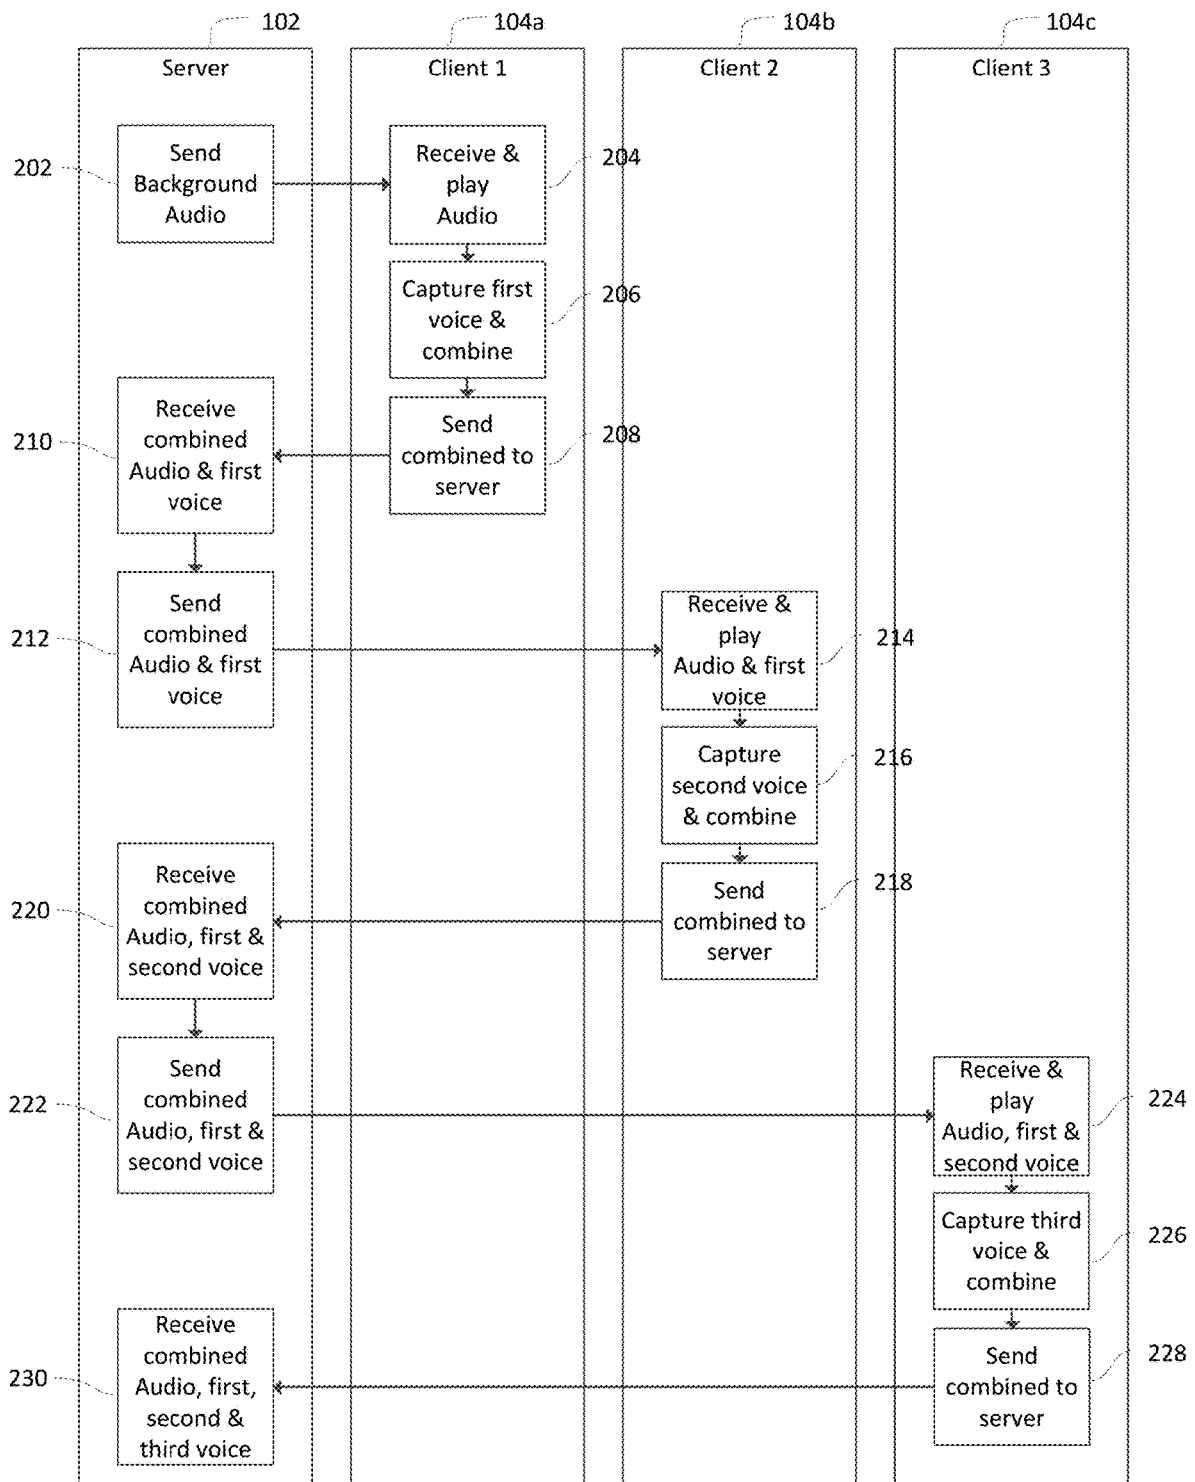 102
104a
104b
104c
Server
Client 1
Client 2
Client 3
202
Send
Background
Audio
Receive &
play
Audio
204
Capture first
voice &
combine
206
210
Receive
combined
Audio & first
voice
Send
combined to
server
208
212
Send
combined
Audio & first
voice
Receive &
play
Audio & first
voice
214
Capture
second voice
& combine
216
220
Receive
combined
Audio, first &
second voice
Send
combined to
server
218
222
Send
combined
Audio, first &
second voice
Receive &
play
Audio, first &
second voice
224
Capture third
voice &
combine
226
230
Receive
combined
Audio, first,
second &
third voice
Send
combined to
server
228